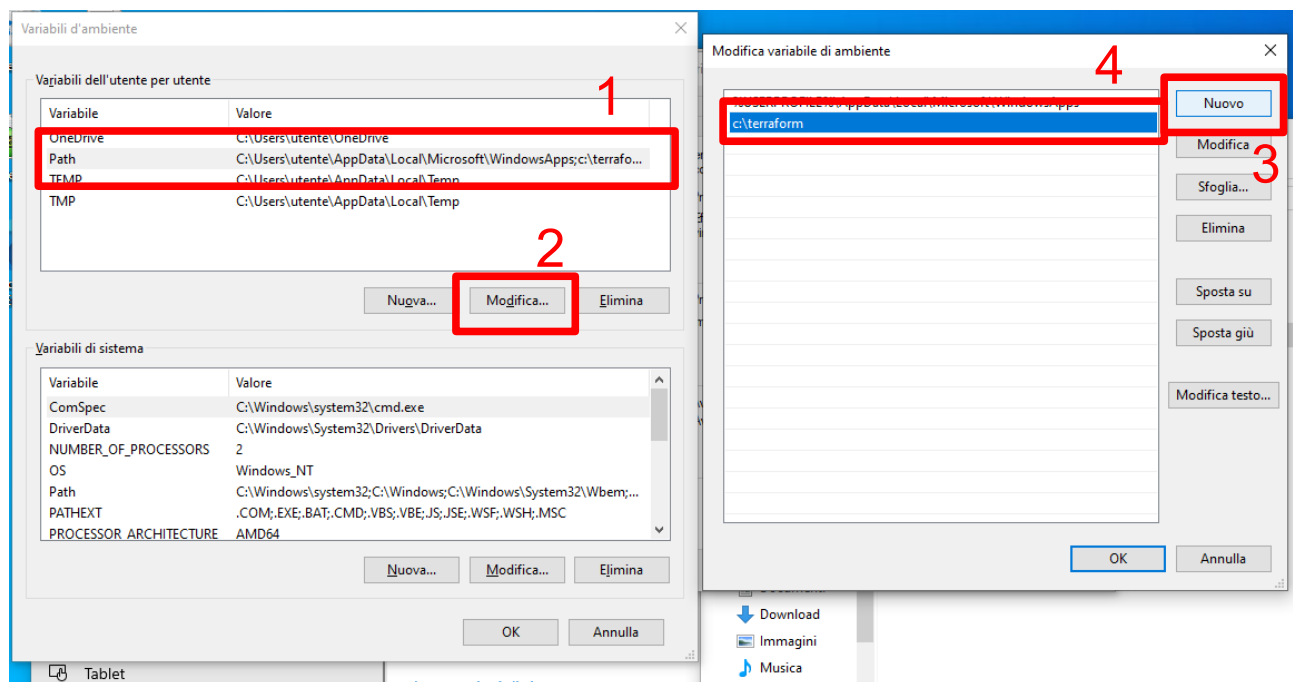 Variabili d'ambiente
Variabili dell'utente per utente
1
Variabile Valore
OneDrive C:\Users\utente\OneDrive
Path C:\Users\utente\AppData\Local\Microsoft\WindowsApps;c:\terrafo...
TEMP C:\Users\utente\AppData\Local\Temp
TMP C:\Users\utente\AppData\Local\Temp
2
Nuova... Modifica... Elimina
Variabili di sistema
Variabile Valore
ComSpec C:\Windows\system32\cmd.exe
DriverData C:\Windows\System32\Drivers\DriverData
NUMBER_OF_PROCESSORS 2
OS Windows_NT
Path C:\Windows\system32;C:\Windows;C:\Windows\System32\Wbem;...
PATHEXT .COM;.EXE;.BAT;.CMD;.VBS;.VBE;.JS;.JSE;.WSF;.WSH;.MSC
PROCESSOR_ARCHITECTURE AMD64
Nuova... Modifica... Elimina
OK Annulla
Tablet
Modifica variabile di ambiente
4
%USERPROFILE%\AppData\Local\Microsoft\WindowsApps
c:\terraform
Nuovo
Modifica
3
Sfoglia...
Elimina
Sposta su
Sposta giù
Modifica testo...
OK Annulla
Download
Immagini
Musica